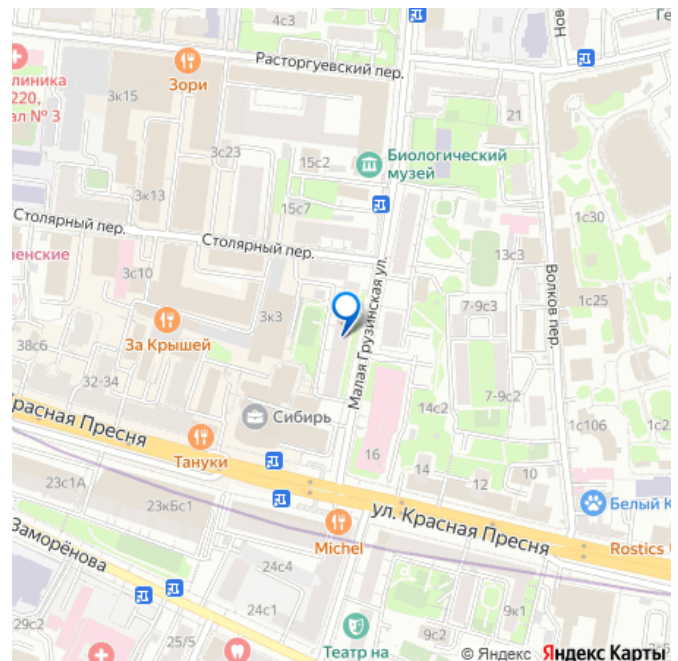 4с3
Нов
Ге
Расторгуевский пер.
Зори
линика
220,
ал № 3
3к15
21
3с23
15с2
Биологический
музей
3к13
15с7
1с30
Столярный пер.
Столярный пер.
13с3
ненские
3с10
Волков пер.
Малая Грузинская ул.
7-9с3
1с25
3к3
За Крышей
38с6
32-34
7-9с2
14с2
Сибирь
Красная Пресня
1с106
1с2
16
Тануки
14
12
10
23с1А
23кБс1
Белый К
ул. Красная Пресня
Michel
Rostics
Заморёнова
24с4
24с1
9к1
29с2
25/5
9с2
Театр на
© Яндекс Яндекс Карты